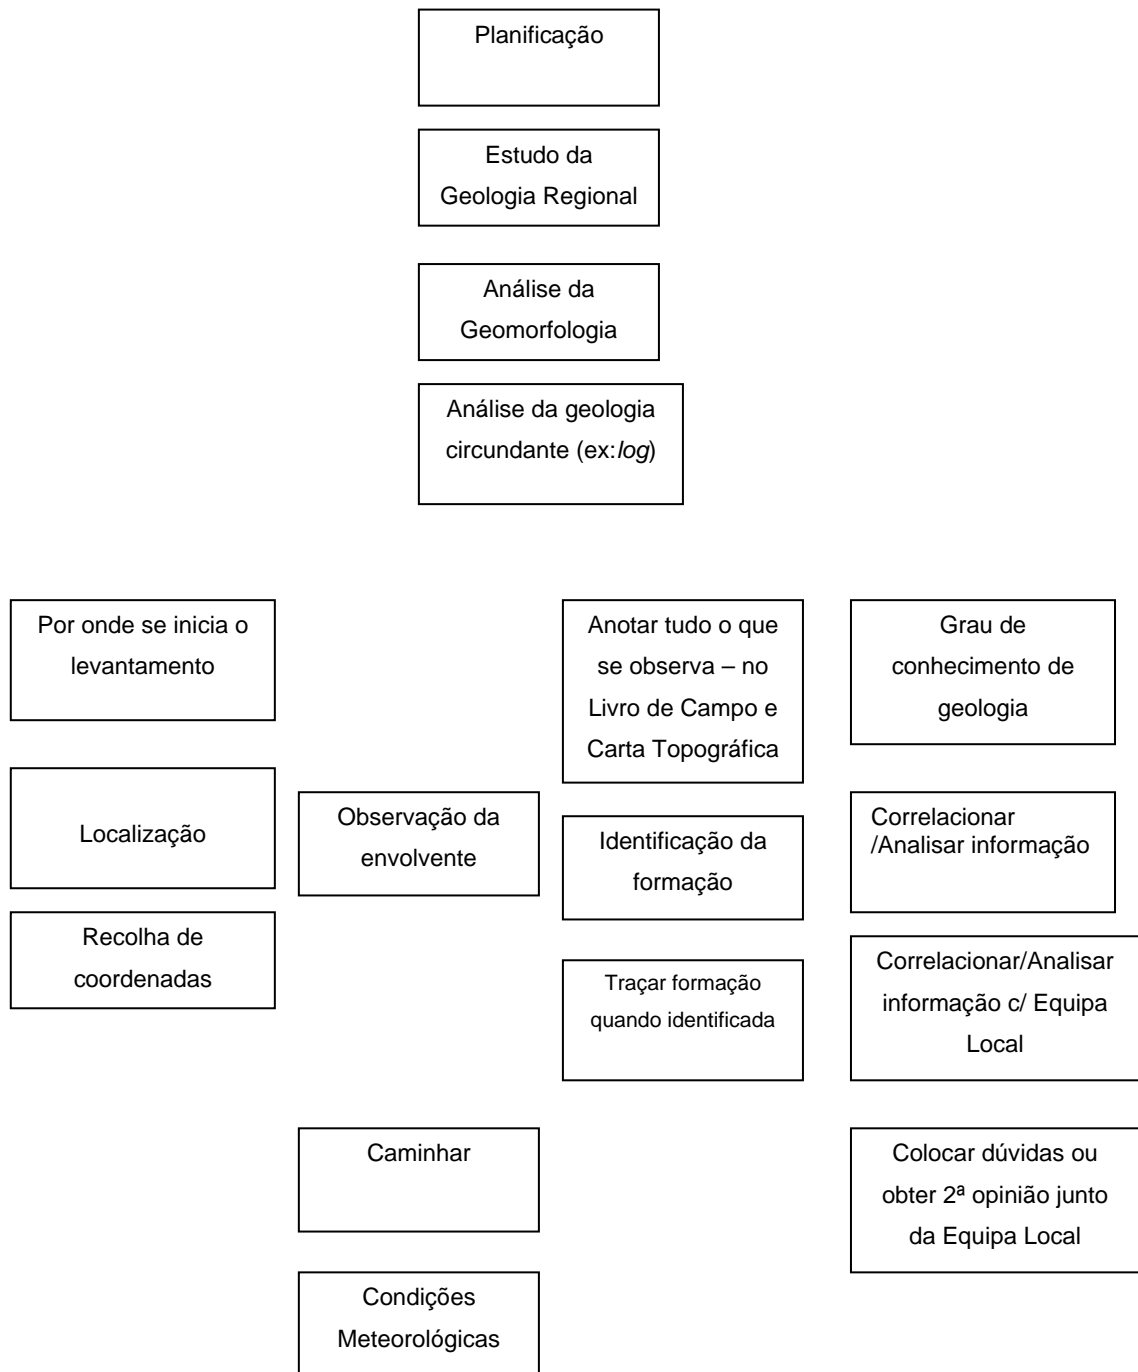 Planificação
Estudo da
Geologia Regional
Análise da
Geomorfologia
Análise da geologia
circundante (ex:log)
Por onde se inicia o
levantamento
Localização
Recolha de
coordenadas
Observação da
envolvente
Caminhar
Condições
Meteorológicas
Anotar tudo o que
se observa – no
Livro de Campo e
Carta Topográfica
Identificação da
formação
Traçar formação
quando identificada
Grau de
conhecimento de
geologia
Correlacionar
/Analisar informação
Correlacionar/Analisar
informação c/ Equipa
Local
Colocar dúvidas ou
obter 2ª opinião junto
da Equipa Local